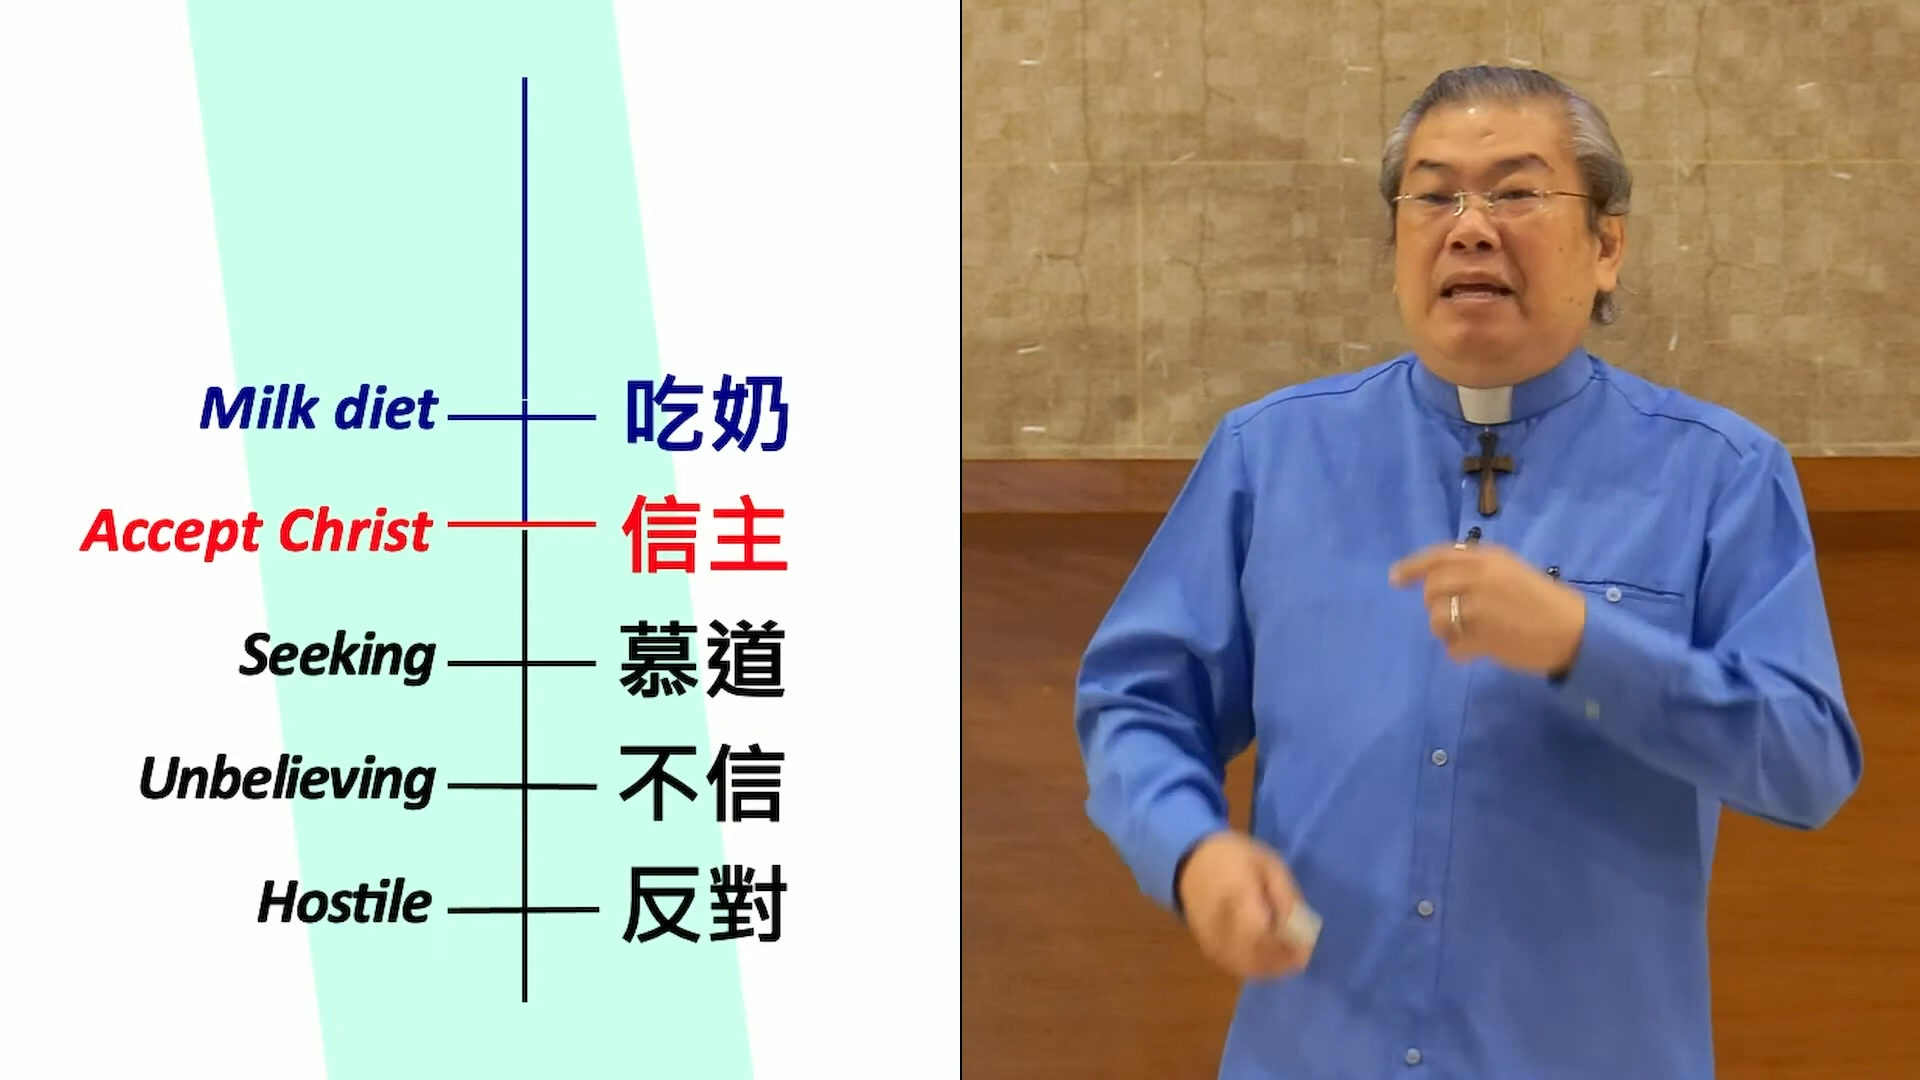 Milk diet 吃奶
Accept Christ 信主
Seeking 慕道
Unbelieving 不信
Hostile 反對